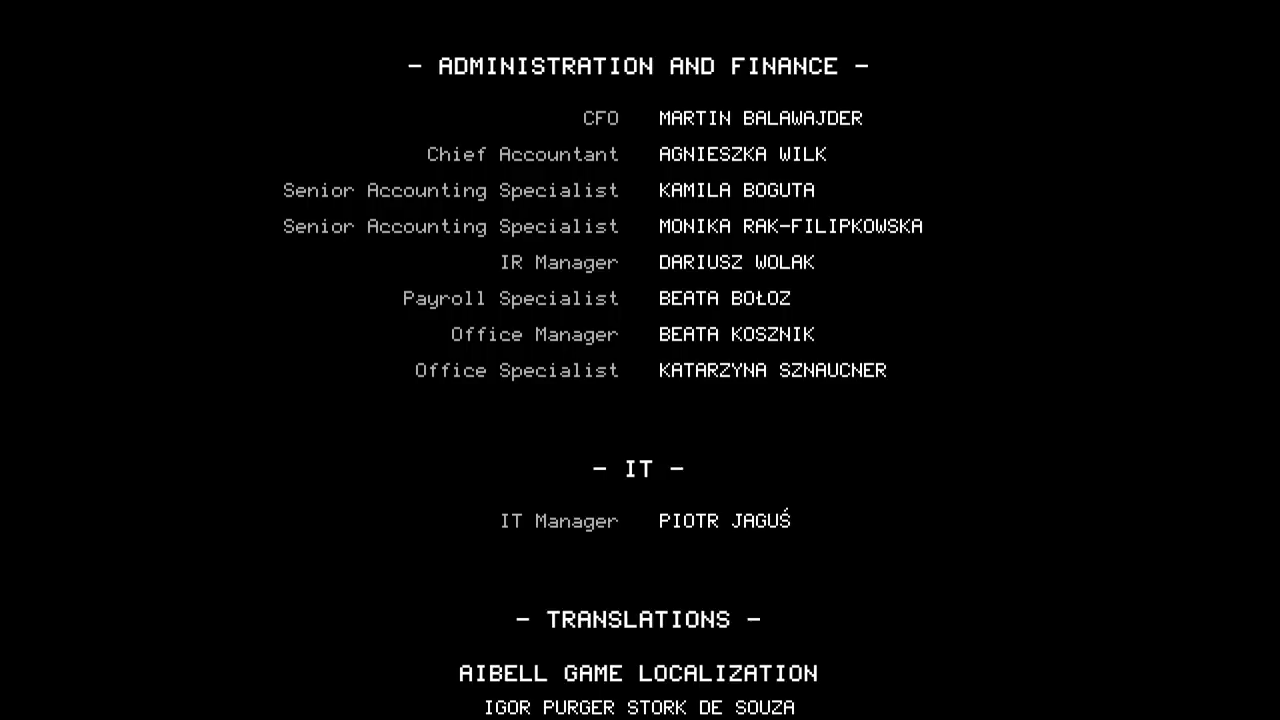 - ADMINISTRATION AND FINANCE -
CFO MARTIN BALAWAJDER
Chief Accountant AGNIESZKA WILK
Senior Accounting Specialist KAMILA BOGUTA
Senior Accounting Specialist MONIKA RAK-FILIPKOWSKA
IR Manager DARIUSZ WOLAK
Payroll Specialist BEATA BOŁOZ
Office Manager BEATA KOSZNIK
Office Specialist KATARZYNA SZNAUCNER
- IT -
IT Manager PIOTR JAGUŚ
- TRANSLATIONS -
AIBELL GAME LOCALIZATION
IGOR PURGER STORK DE SOUZA